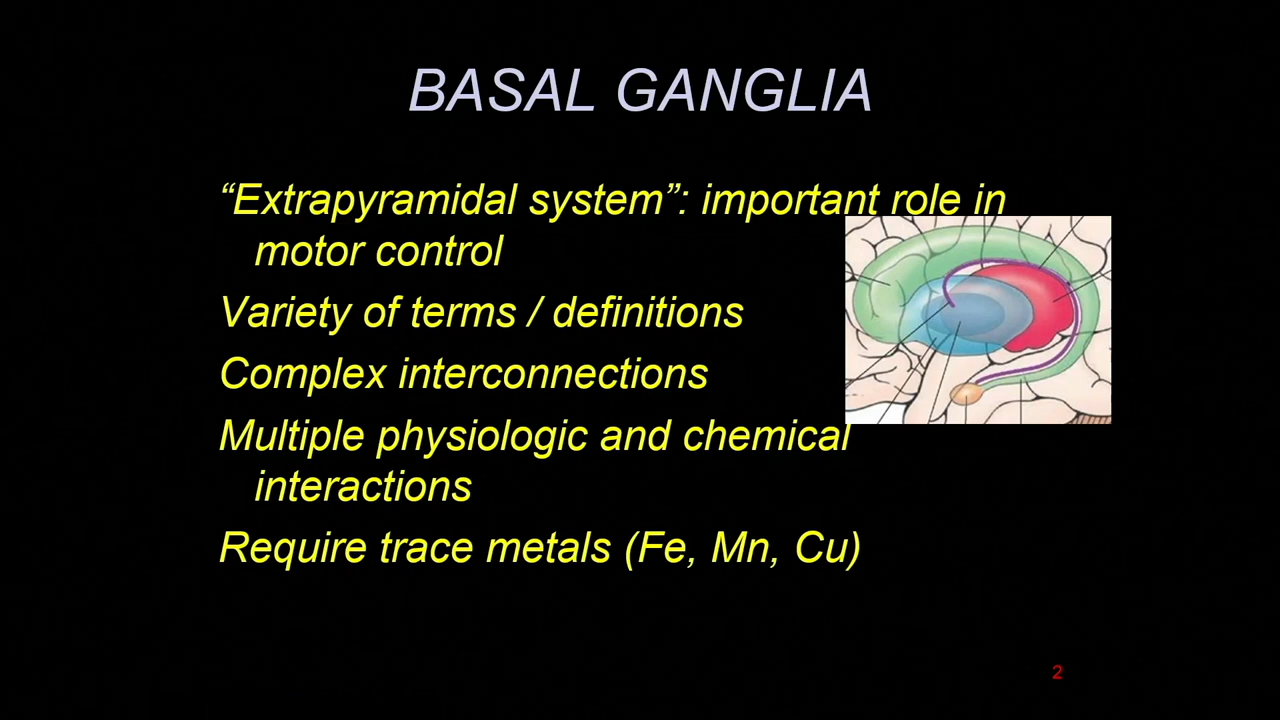 BASAL GANGLIA
“Extrapyramidal system”: important role in
motor control
Variety of terms / definitions
Complex interconnections
Multiple physiologic and chemical
interactions
Require trace metals (Fe, Mn, Cu)
2